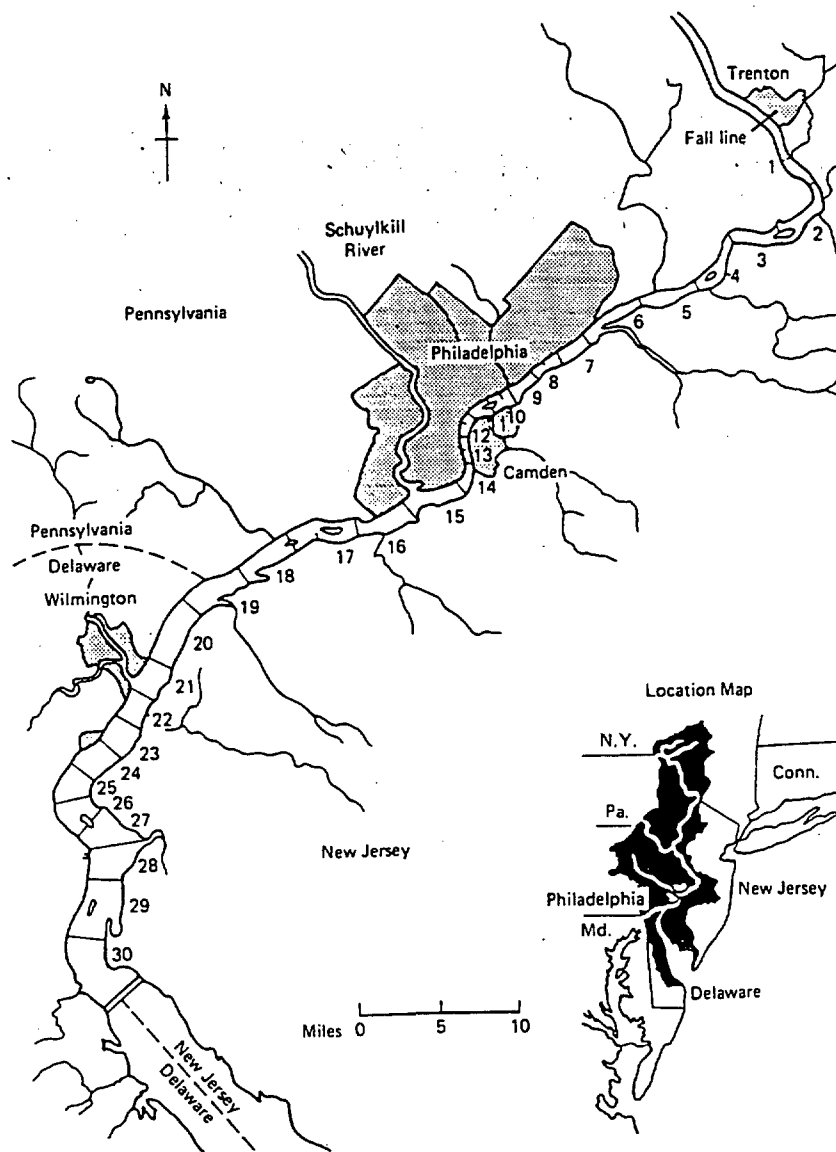 Trenton
N
Fall line
1
2
3
4
5
6
7
8
9
10
11
12
13
14
15
16
17
18
19
20
21
22
23
24
25
26
27
28
29
30
Schuylkill
River
Pennsylvania
Philadelphia
Camden
Pennsylvania
Delaware
Wilmington
New Jersey
Miles 0 5 10
New Jersey
Delaware
Location Map
N.Y.
Conn.
Pa.
New Jersey
Philadelphia
Md.
Delaware